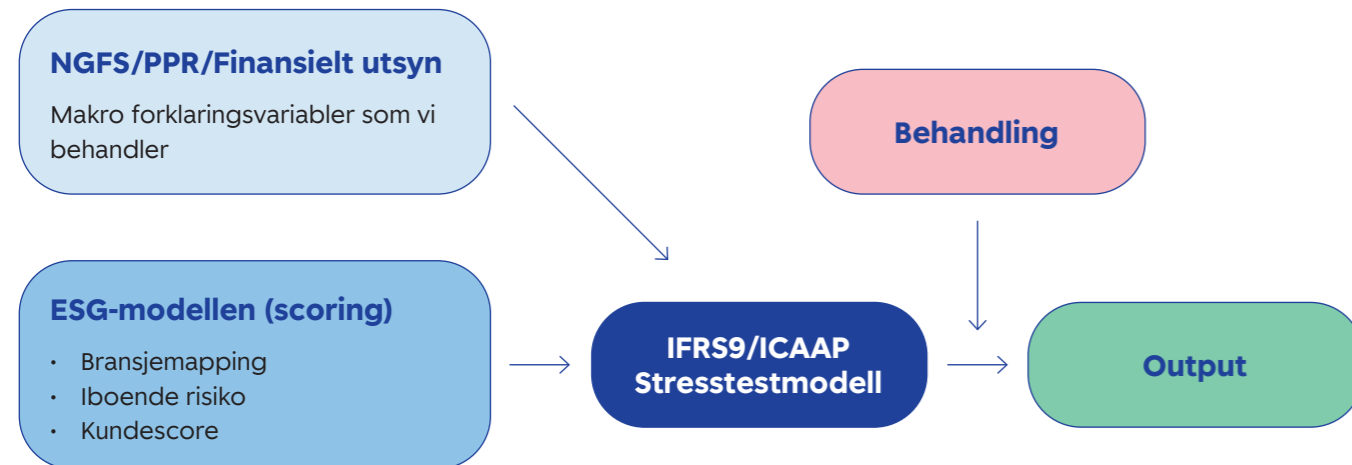 NGFS/PPR/Finansielt utsyn
Makro forklaringsvariabler som vi
behandler
Behandling
ESG-modellen (scoring)
• Bransjemapping
• Iboende risiko
• Kundescore
IFRS9/ICAAP
Stresstestmodell
Output